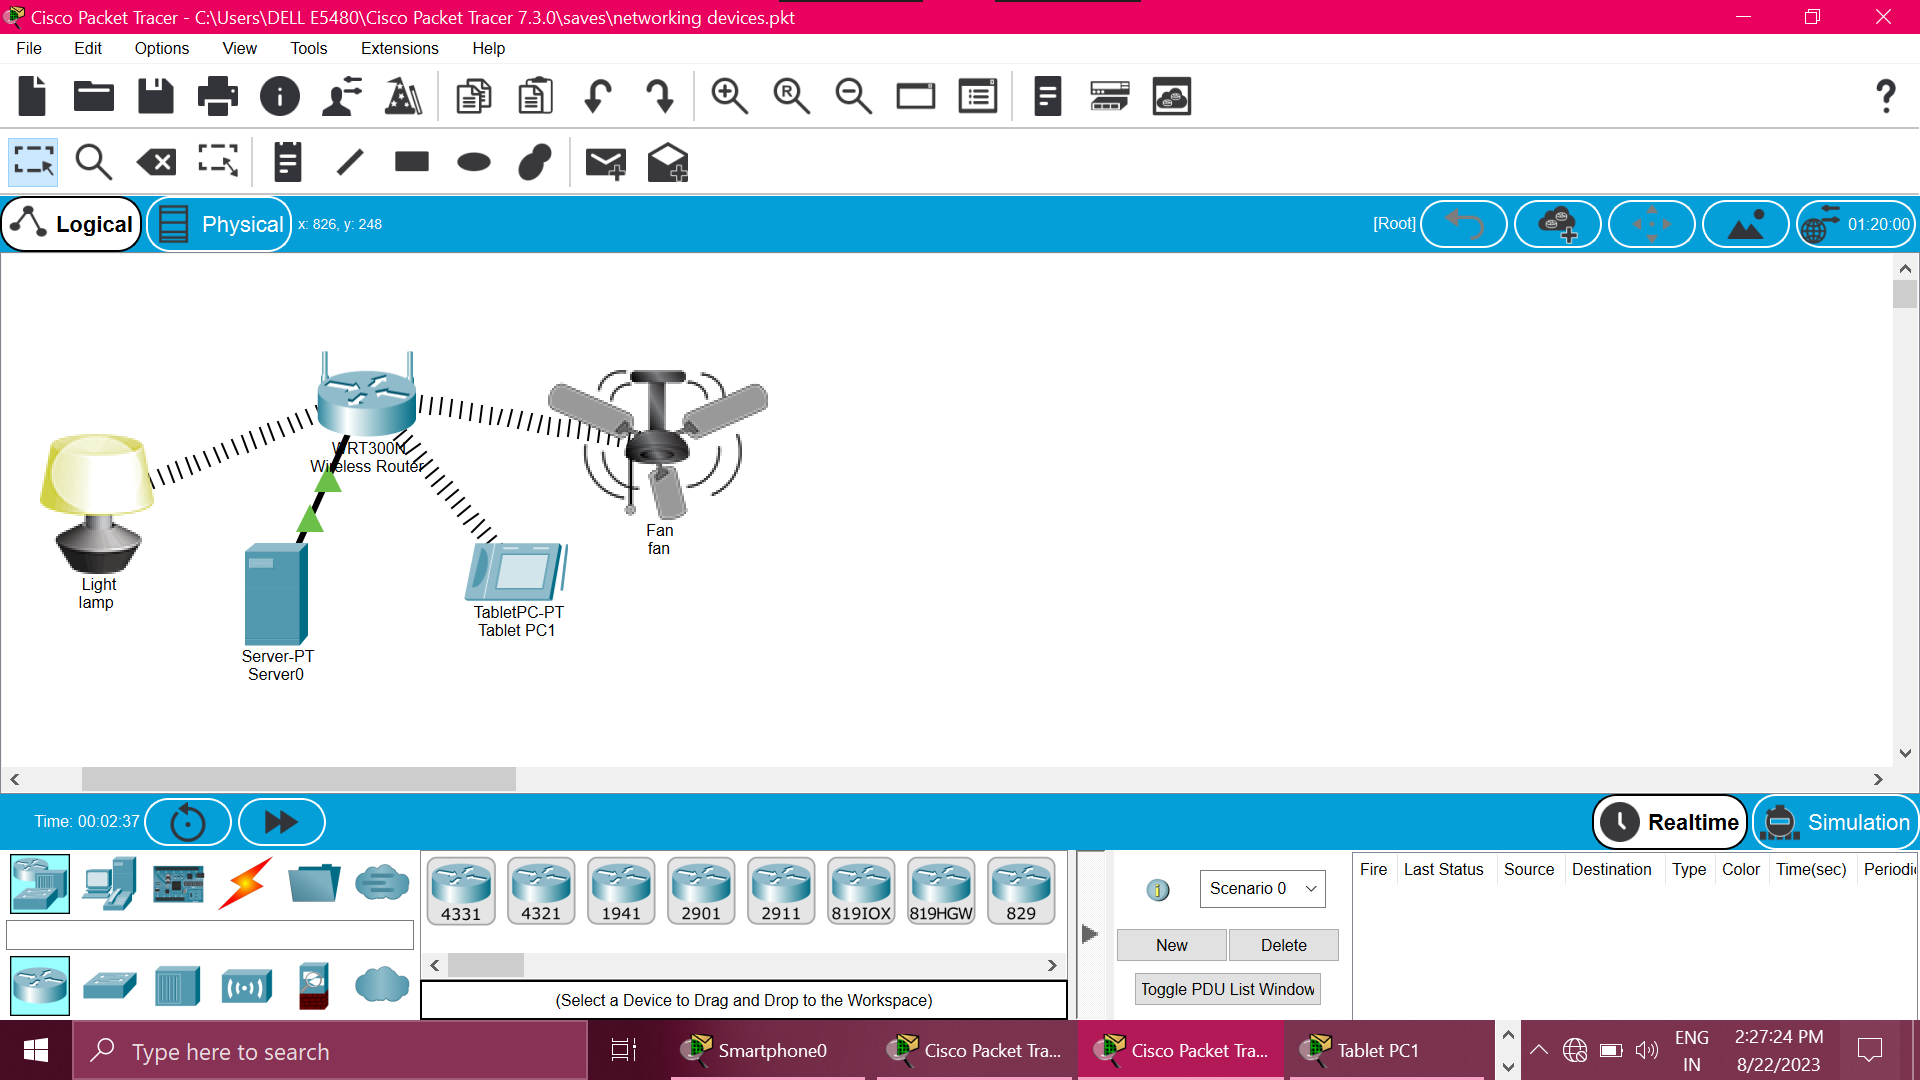 Cisco Packet Tracer - C:\Users\DELL E5480\Cisco Packet Tracer 7.3.0\saves\networking devices.pkt
File Edit Options View Tools Extensions Help
R
Logical Physical x: 826, y: 248 [Root] 01:20:00
WRT300N
Wireless Router
Fan
fan
Light
lamp
TabletPC-PT
Tablet PC1
Server-PT
Server0
Time: 00:02:37 Realtime Simulation
4331 4321 1941 2901 2911 819IOX 819HGW 829
(Select a Device to Drag and Drop to the Workspace)
Scenario 0
New Delete
Toggle PDU List Window
Fire Last Status Source Destination Type Color Time(sec) Periodi
Type here to search Smartphone0 Cisco Packet Tra... Cisco Packet Tra... Tablet PC1
ENG
IN
2:27:24 PM
8/22/2023